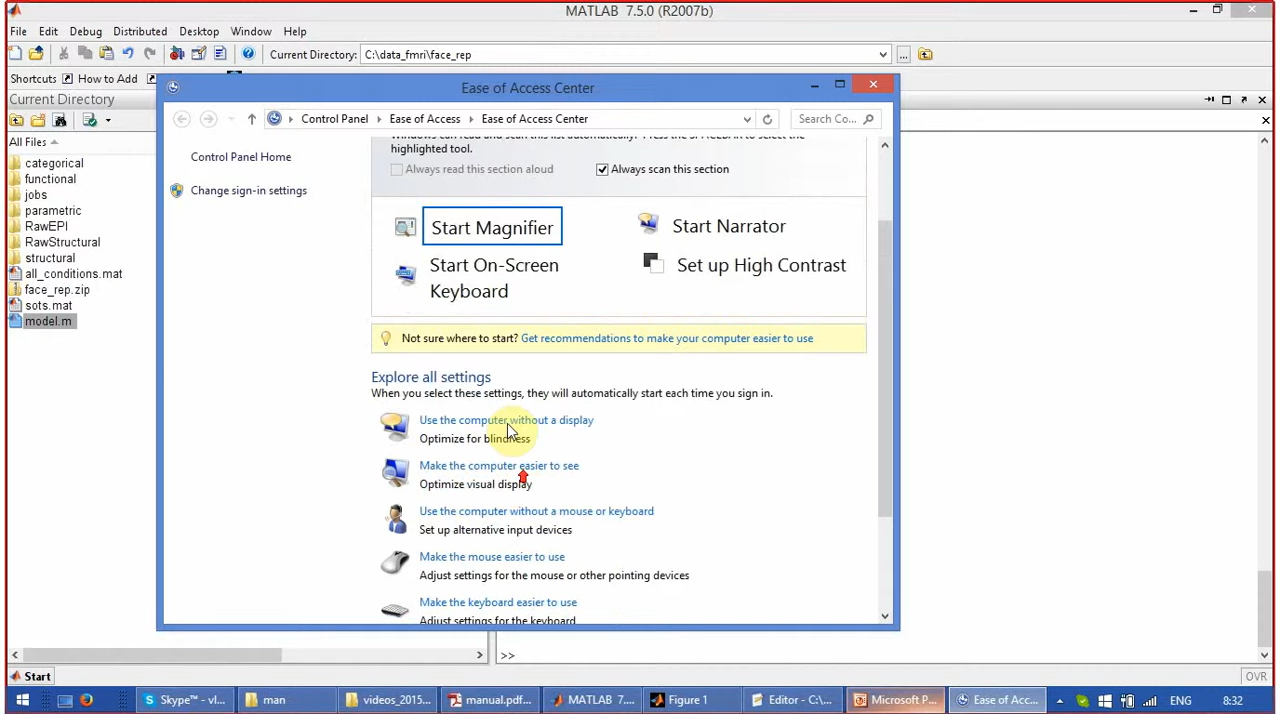 MATLAB 7.5.0 (R2007b)
File Edit Debug Distributed Desktop Window Help
Current Directory: C:\data_fmri\face_rep ...
Shortcuts How to Add
Current Directory
All Files
categorical
functional
jobs
parametric
RawEPI
RawStructural
structural
all_conditions.mat
face_rep.zip
sots.mat
model.m
Ease of Access Center
Control Panel Ease of Access Ease of Access Center Search Co...
Control Panel Home
Change sign-in settings
highlighted tool.
Always read this section aloud Always scan this section
Start Magnifier Start Narrator
Start On-Screen Keyboard Set up High Contrast
Not sure where to start? Get recommendations to make your computer easier to use
Explore all settings
When you select these settings, they will automatically start each time you sign in.
Use the computer without a display
Optimize for blindness
Make the computer easier to see
Optimize visual display
Use the computer without a mouse or keyboard
Set up alternative input devices
Make the mouse easier to use
Adjust settings for the mouse or other pointing devices
Make the keyboard easier to use
Adjust settings for the keyboard
>>
Start OVR
Skype™ - vl... man videos_2015... manual.pdf... MATLAB 7.... Figure 1 Editor - C:\... Microsoft P... Ease of Acc... ENG 8:32